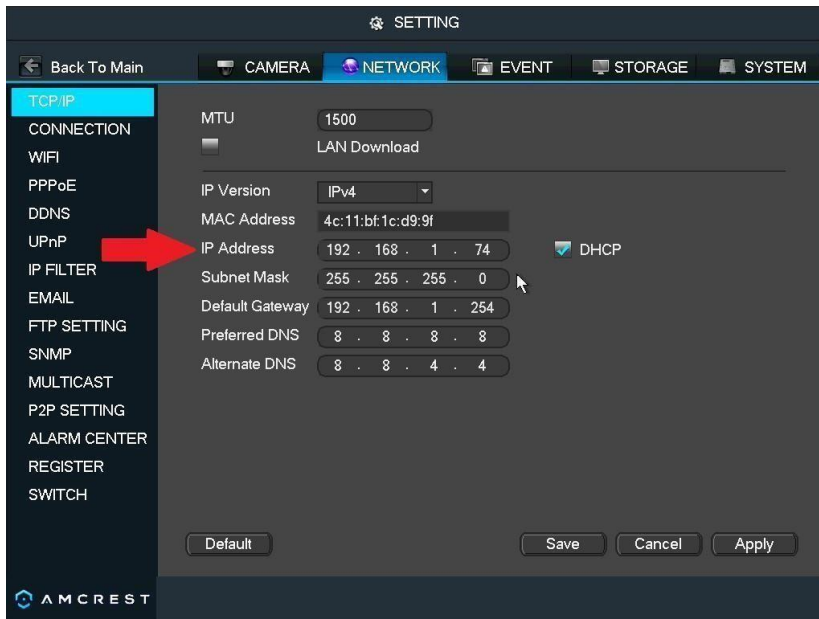 SETTING
Back To Main
CAMERA
NETWORK
EVENT
STORAGE
SYSTEM
TCP/IP
CONNECTION
WIFI
PPPoE
DDNS
UPnP
IP FILTER
EMAIL
FTP SETTING
SNMP
MULTICAST
P2P SETTING
ALARM CENTER
REGISTER
SWITCH
MTU 1500
LAN Download
IP Version IPv4
MAC Address 4c:11:bf:1c:d9:9f
IP Address 192 . 168 . 1 . 74 DHCP
Subnet Mask 255 . 255 . 255 . 0
Default Gateway 192 . 168 . 1 . 254
Preferred DNS 8 . 8 . 8 . 8
Alternate DNS 8 . 8 . 4 . 4
Default Save Cancel Apply
AMCREST